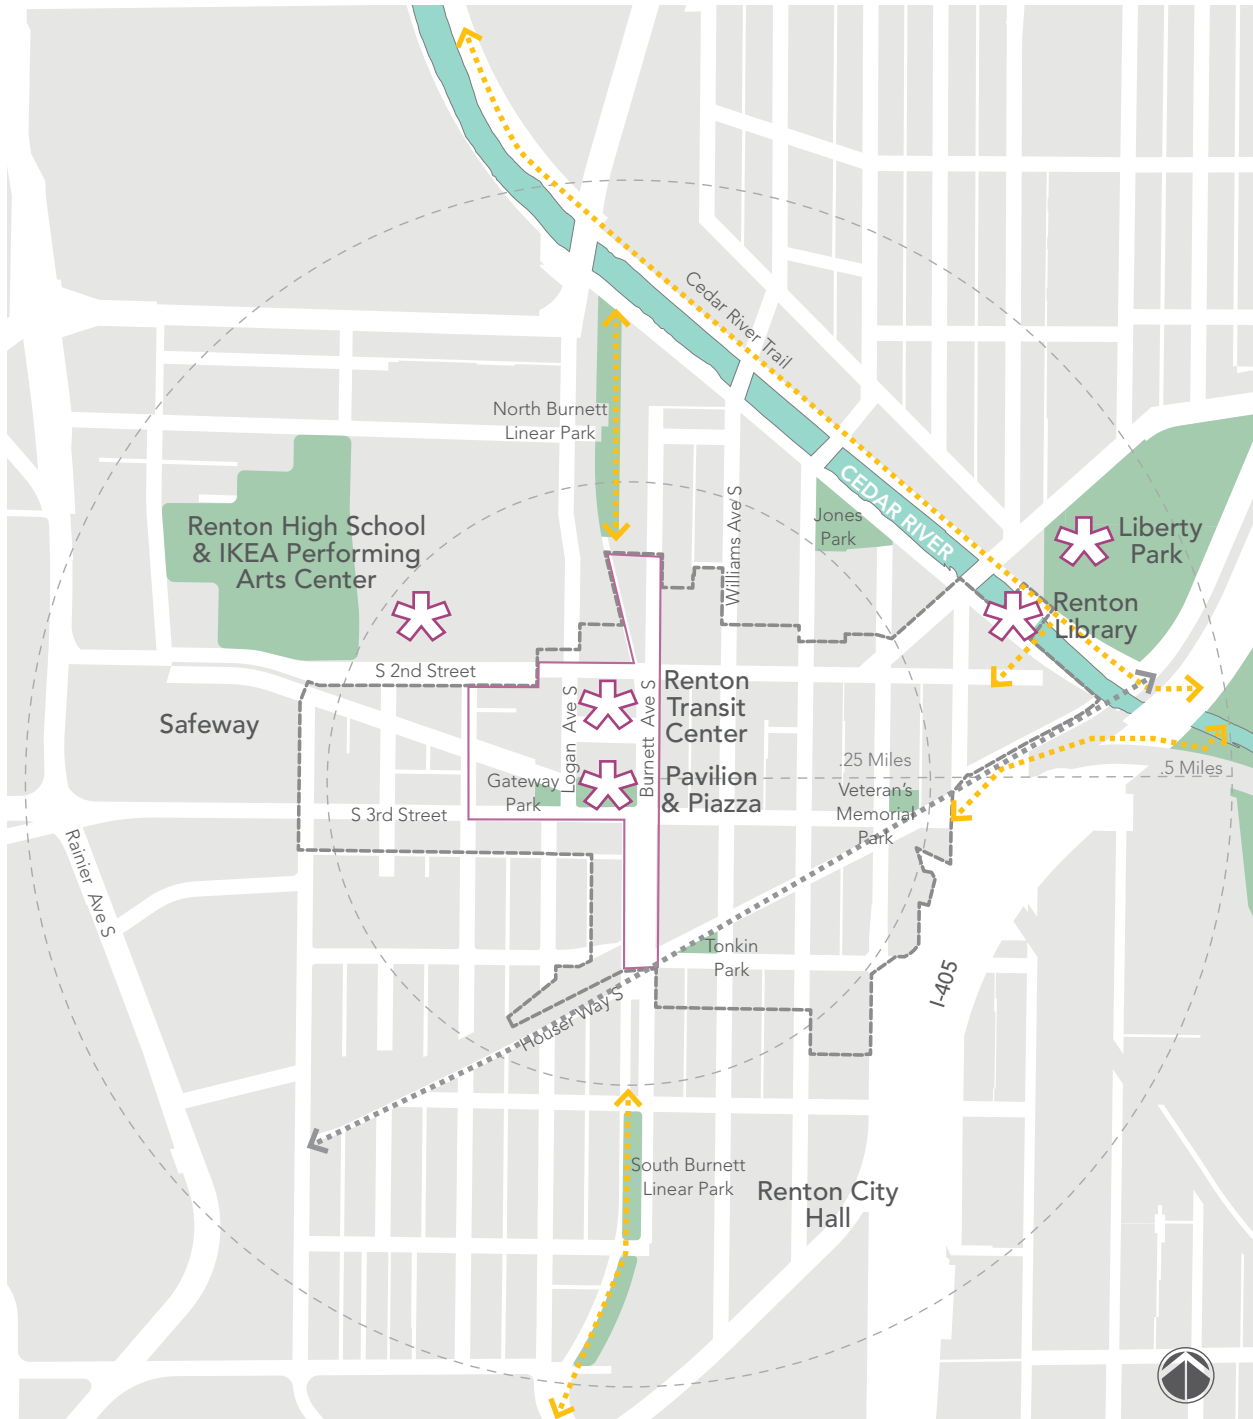 Cedar River Trail
North Burnett
Linear Park
CEDAR RIVER
Williams Ave S
Jones
Park
Liberty
Park
Renton High School
& IKEA Performing
Arts Center
Renton
Library
S 2nd Street
Renton
Transit
Center
Logan Ave S
Burnett Ave S
Safeway
Gateway
Park
Pavilion
& Piazza
.25 Miles
.5 Miles
Veteran's
Memorial
Park
S 3rd Street
Rainier Ave S
Tonkin
Park
I-405
Houser Way S
South Burnett
Linear Park
Renton City
Hall